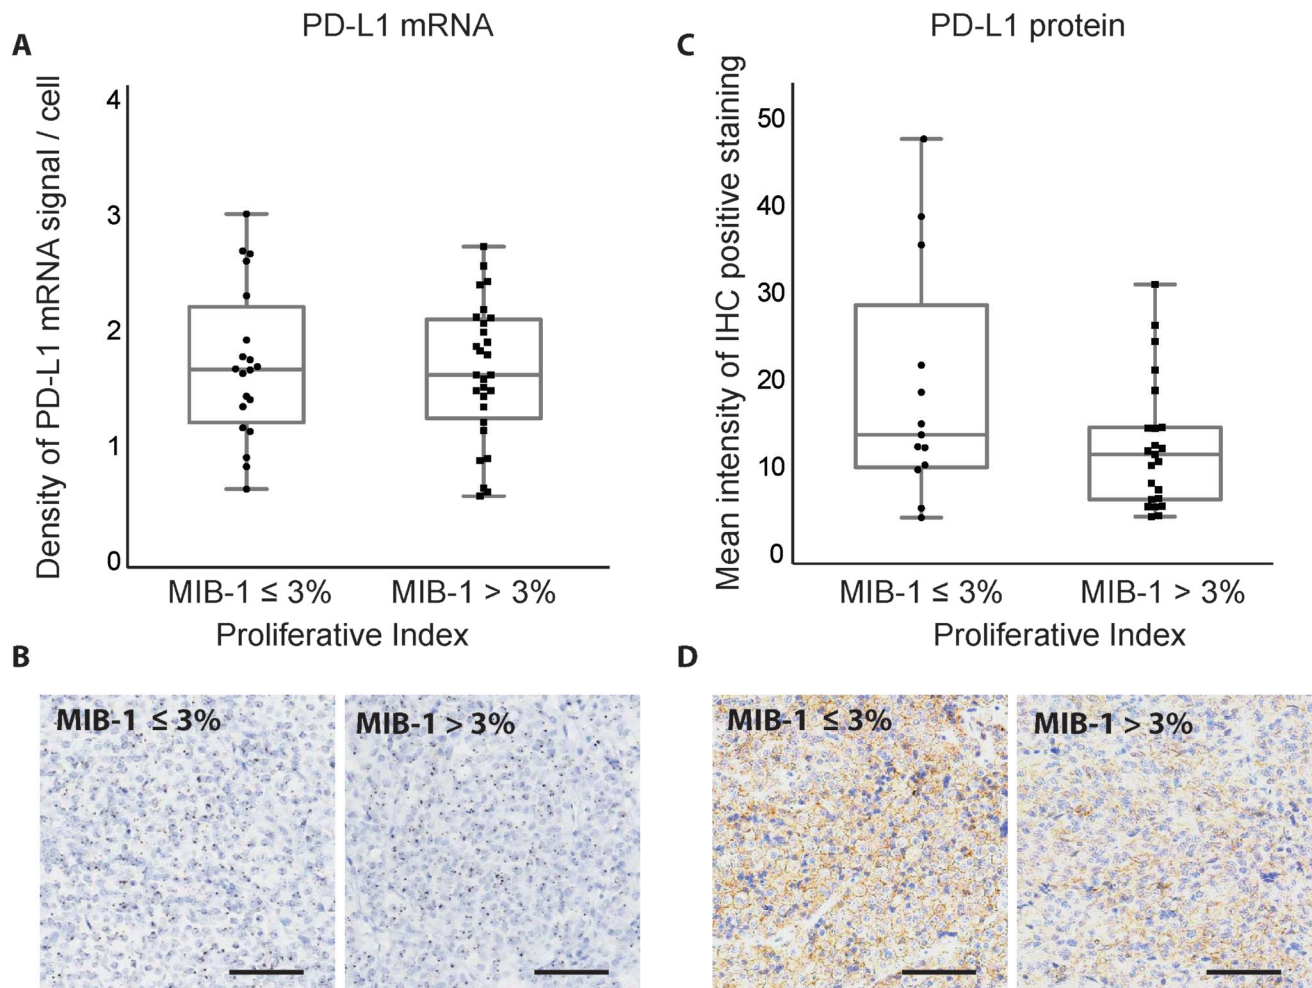 PD-L1 mRNA
A
Density of PD-L1 mRNA signal / cell
4
3
2
1
0
MIB-1 ≤ 3% MIB-1 > 3%
Proliferative Index
PD-L1 protein
C
Mean intensity of IHC positive staining
50
40
30
20
10
0
MIB-1 ≤ 3% MIB-1 > 3%
Proliferative Index
B
MIB-1 ≤ 3% MIB-1 > 3%
D
MIB-1 ≤ 3% MIB-1 > 3%